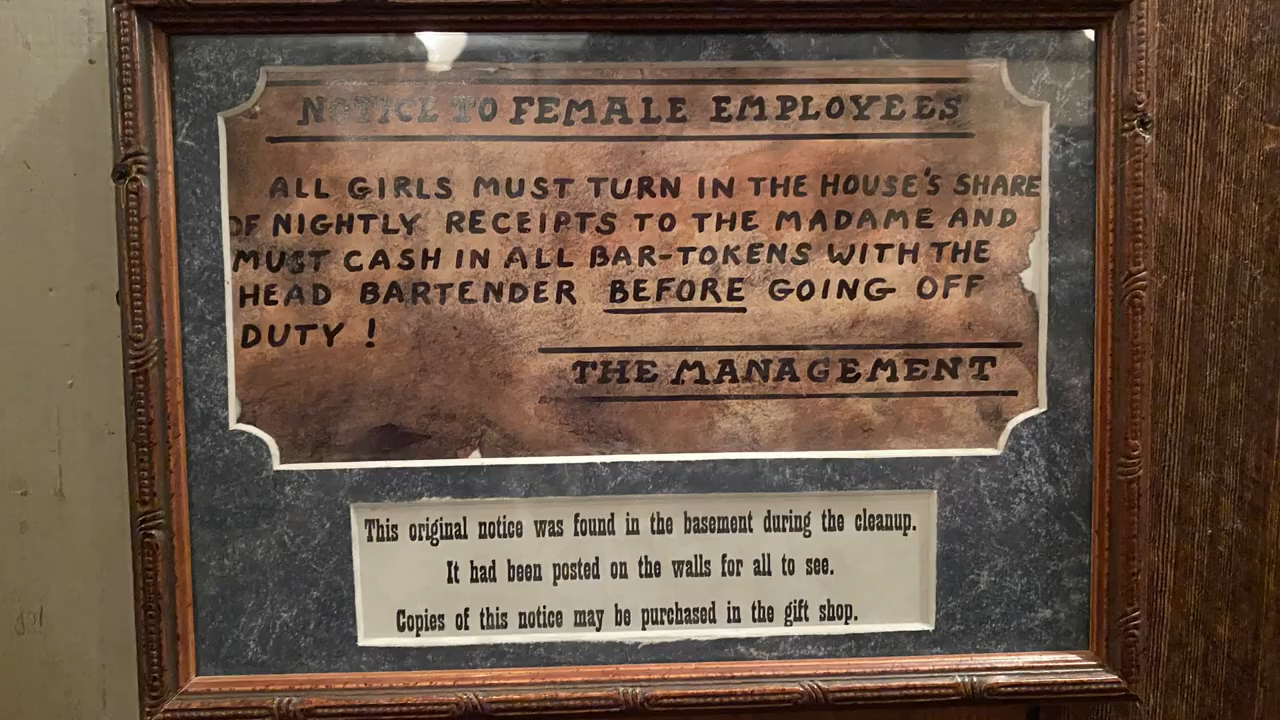 NOTICE TO FEMALE EMPLOYEES
ALL GIRLS MUST TURN IN THE HOUSE'S SHARE
OF NIGHTLY RECEIPTS TO THE MADAME AND
MUST CASH IN ALL BAR-TOKENS WITH THE
HEAD BARTENDER BEFORE GOING OFF
DUTY !
THE MANAGEMENT
This original notice was found in the basement during the cleanup.
It had been posted on the walls for all to see.
Copies of this notice may be purchased in the gift shop.